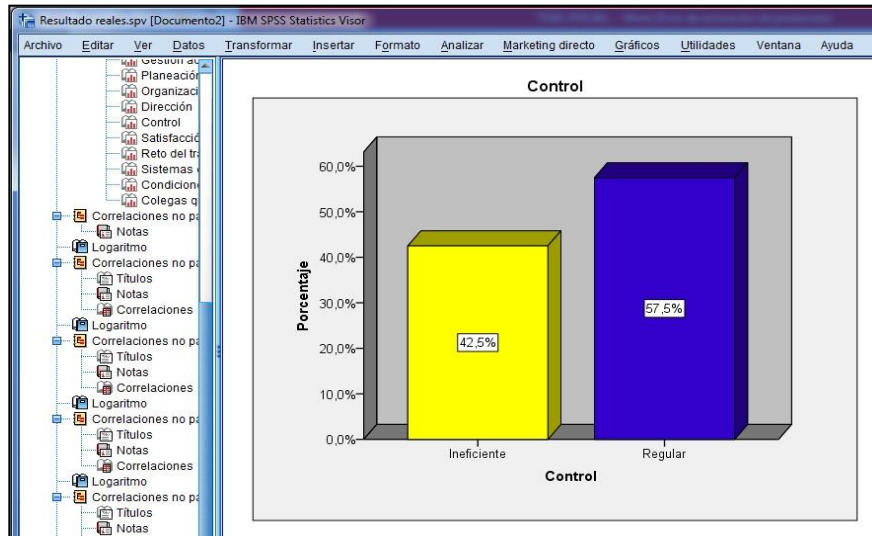 Resultado reales.spv [Documento2] - IBM SPSS Statistics Visor
Archivo Editar Ver Datos Transformar Insertar Formato Analizar Marketing directo Gráficos Utilidades Ventana Ayuda
Gestión
Planeación
Organizaci
Dirección
Control
Satisfacció
Reto del tra
Sistemas
Condicion
Colegas q
Correlaciones no pa
Notas
Logaritmo
Correlaciones no pa
Títulos
Notas
Correlaciones
Logaritmo
Correlaciones no pa
Títulos
Notas
Correlaciones
Logaritmo
Correlaciones no pa
Títulos
Notas
Correlaciones
Logaritmo
Correlaciones no pa
Títulos
Notas
Control
Porcentaje
60,0%
50,0%
40,0%
30,0%
20,0%
10,0%
0,0%
42,5%
57,5%
Ineficiente Regular
Control